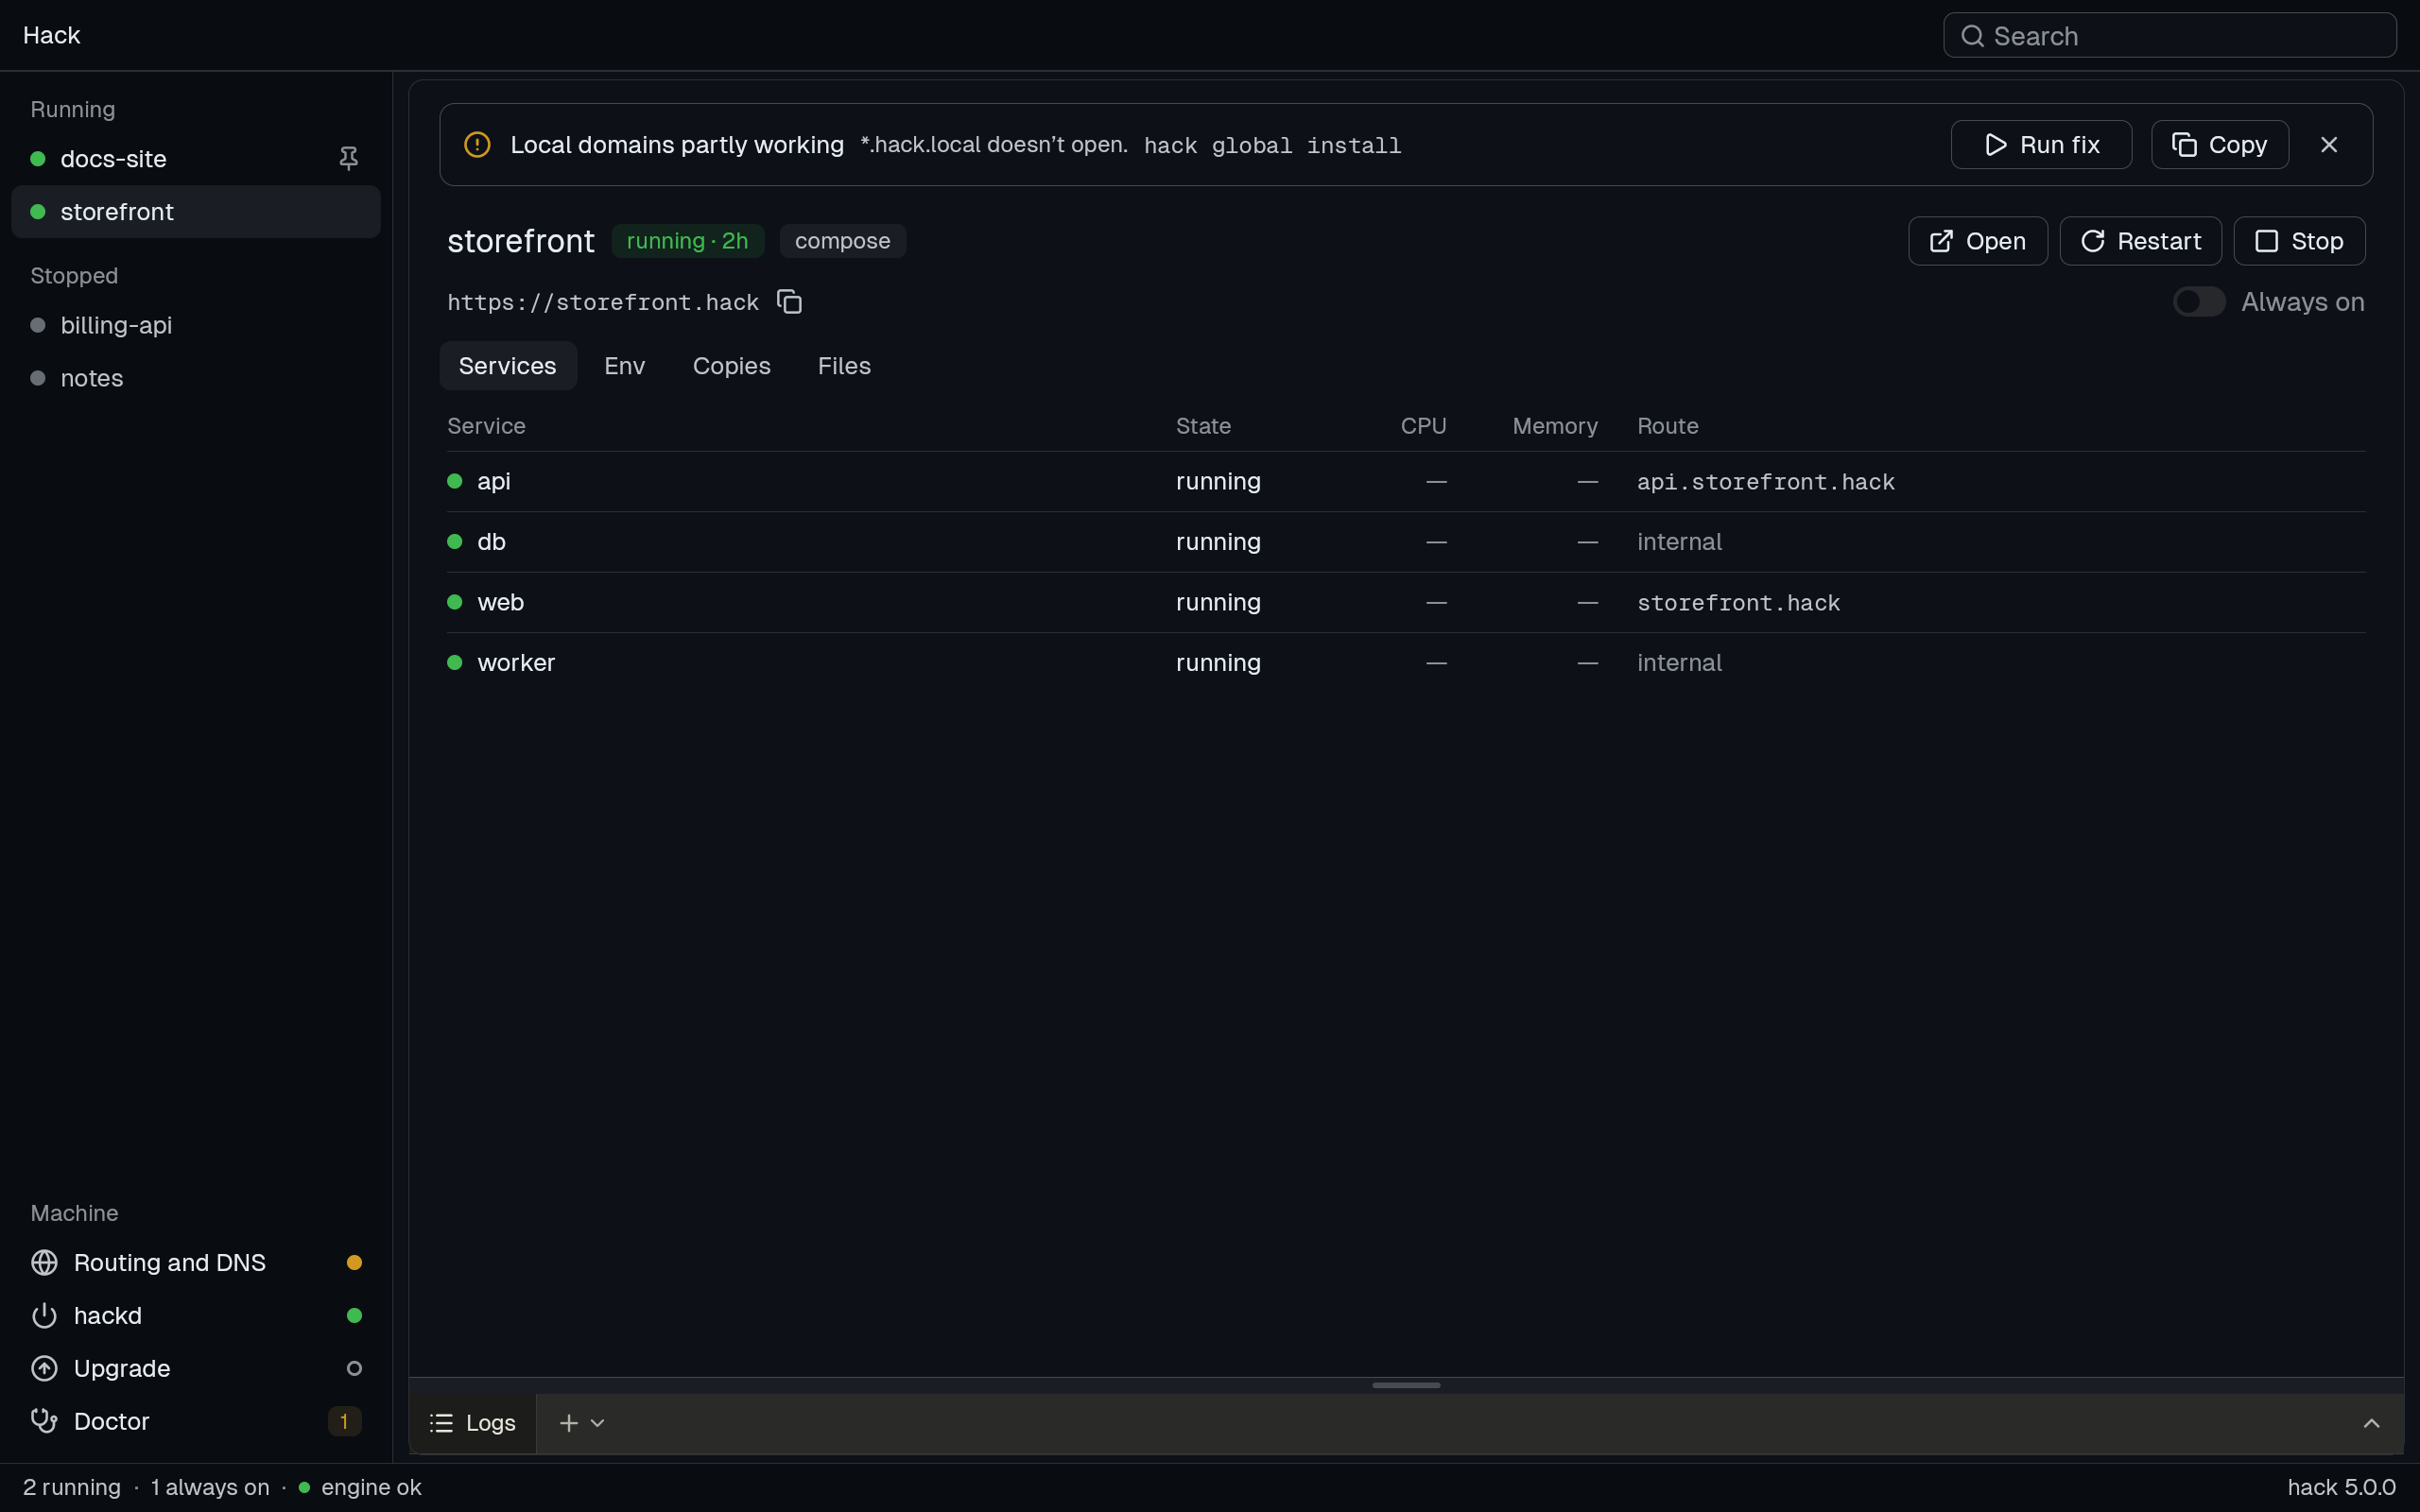 Hack
Search
Running
docs-site
storefront
Stopped
billing-api
notes
Local domains partly working *.hack.local doesn’t open. hack global install
Run fix
Copy
storefront running · 2h compose
Open
Restart
Stop
https://storefront.hack
Always on
Services Env Copies Files
Service State CPU Memory Route
api running — — api.storefront.hack
db running — — internal
web running — — storefront.hack
worker running — — internal
Machine
Routing and DNS
hackd
Upgrade
Doctor 1
Logs
2 running · 1 always on · engine ok
hack 5.0.0